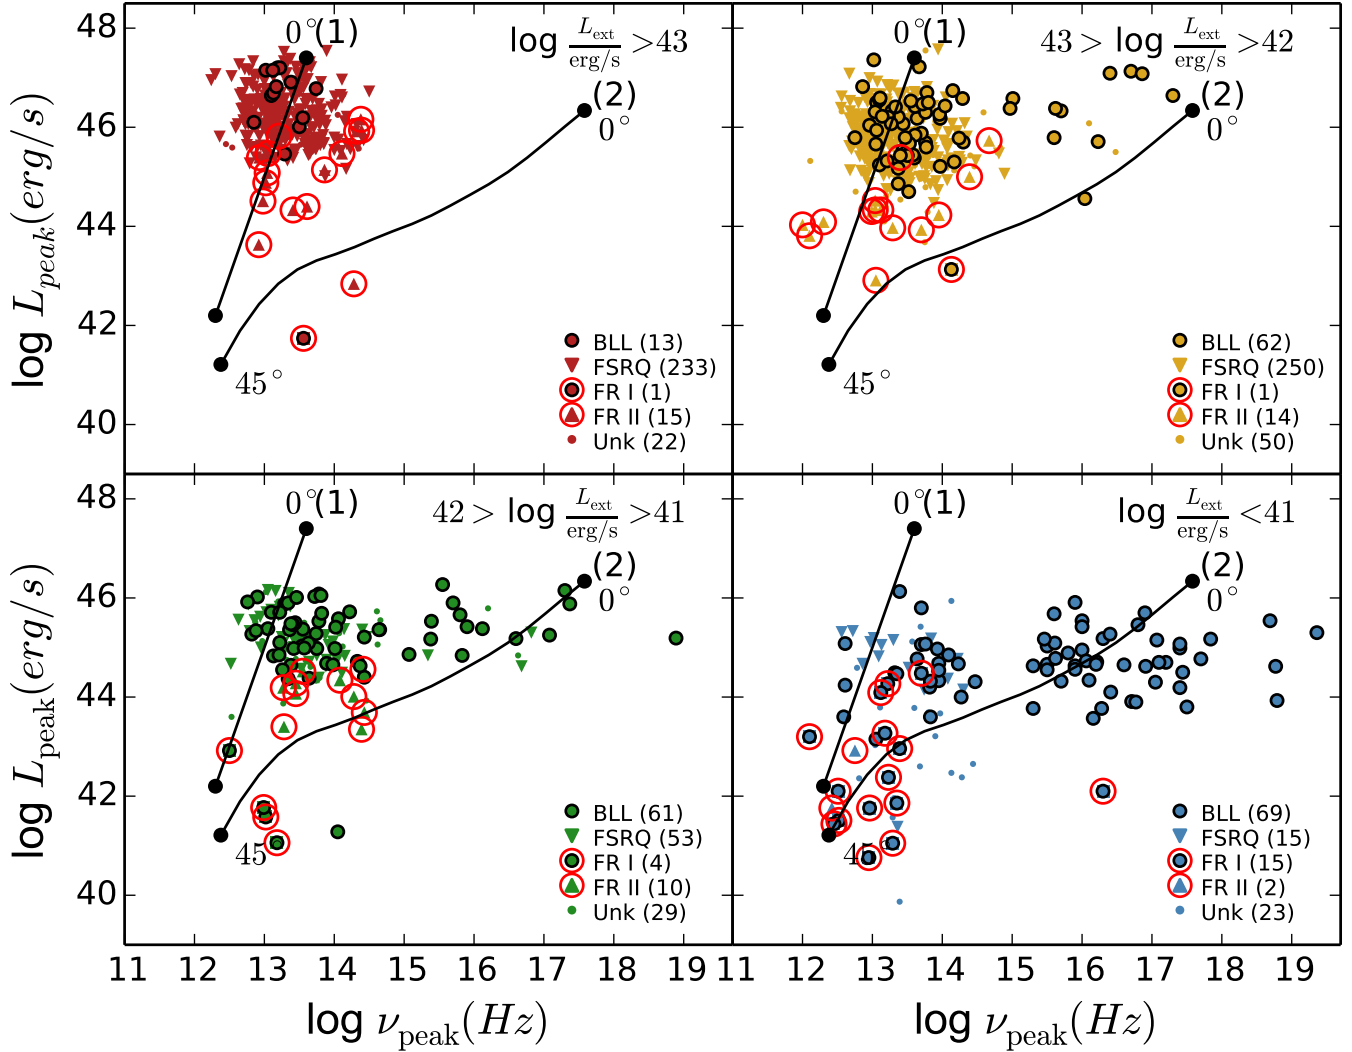 48
46
44
42
40
log L_peak(erg/s)
0°(1)
log L_ext/erg/s >43
(2)
0°
45°
BLL (13)
FSRQ (233)
FR I (1)
FR II (15)
Unk (22)
0°(1)
43> log L_ext/erg/s >42
(2)
0°
45°
BLL (62)
FSRQ (250)
FR I (1)
FR II (14)
Unk (50)
48
46
44
42
40
log L_peak(erg/s)
0°(1)
42> log L_ext/erg/s >41
(2)
0°
45°
BLL (61)
FSRQ (53)
FR I (4)
FR II (10)
Unk (29)
0°(1)
log L_ext/erg/s <41
(2)
0°
45°
BLL (69)
FSRQ (15)
FR I (15)
FR II (2)
Unk (23)
11 12 13 14 15 16 17 18 19 11 12 13 14 15 16 17 18 19
log ν_peak(Hz) log ν_peak(Hz)